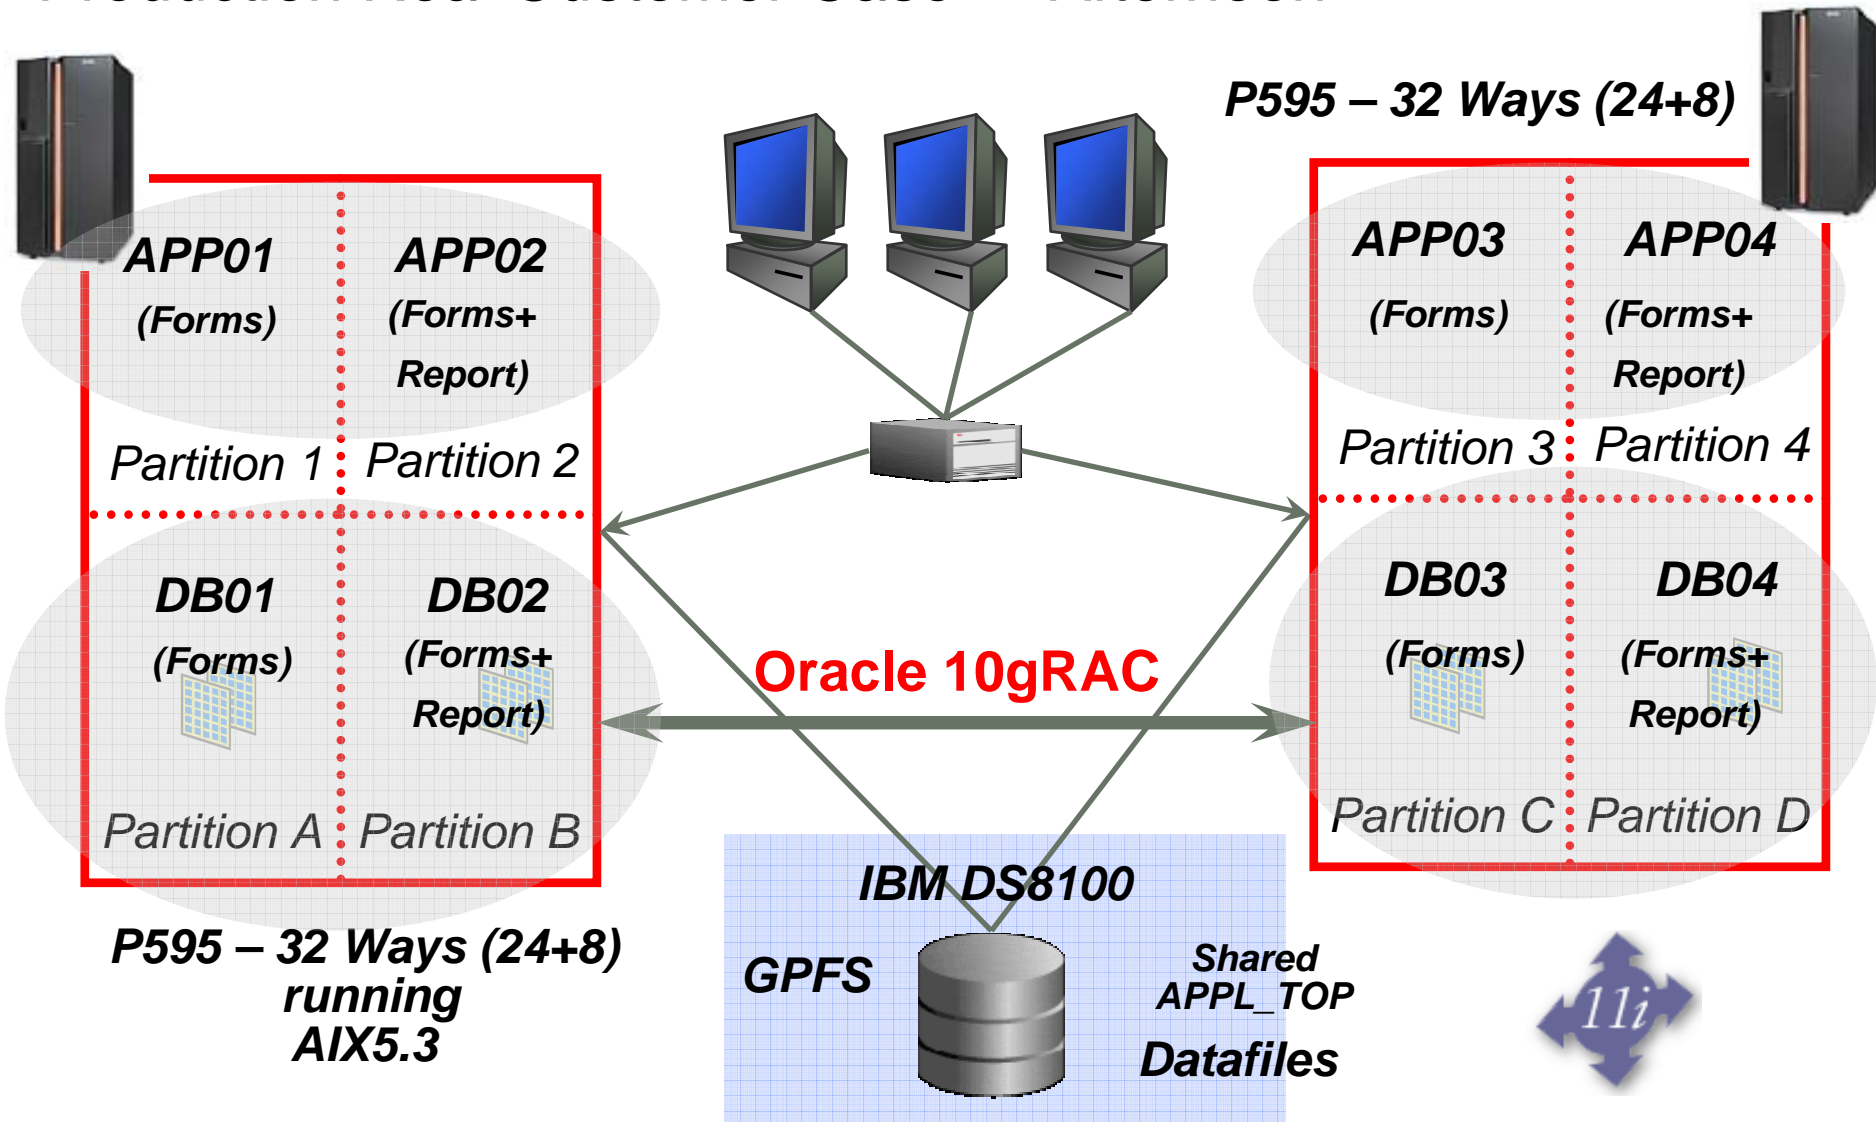 P595 – 32 Ways (24+8)
APP01
(Forms)
APP02
(Forms+
Report)
Partition 1
Partition 2
DB01
(Forms)
DB02
(Forms+
Report)
Partition A
Partition B
P595 – 32 Ways (24+8)
running
AIX5.3
Oracle 10gRAC
APP03
(Forms)
APP04
(Forms+
Report)
Partition 3
Partition 4
DB03
(Forms)
DB04
(Forms+
Report)
Partition C
Partition D
IBM DS8100
GPFS
Shared
APPL_TOP
Datafiles
11i